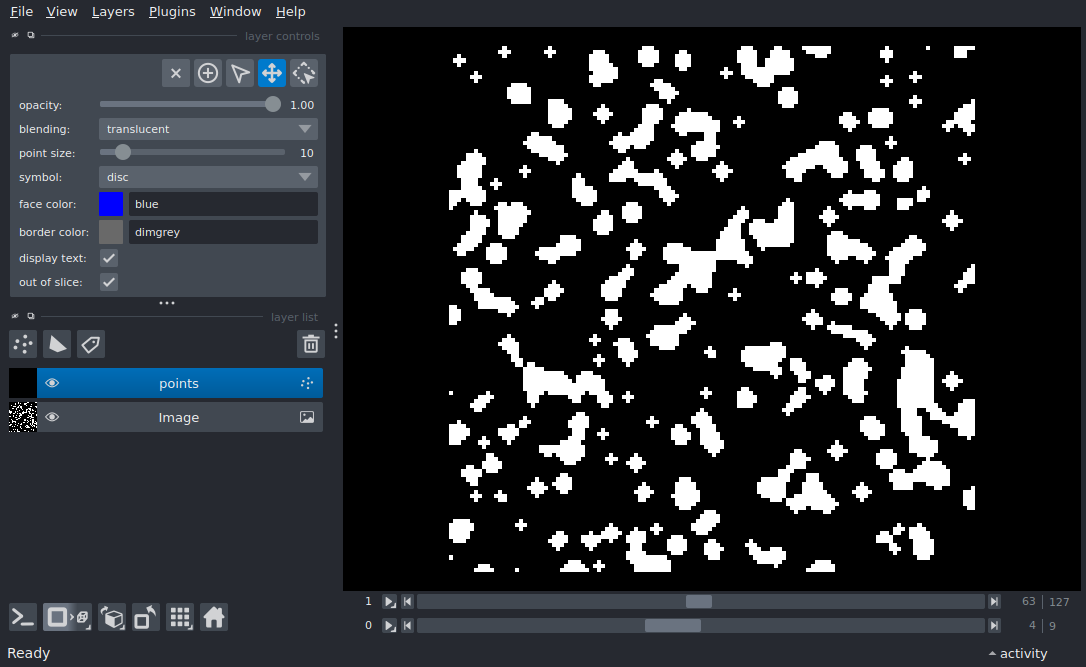 File View Layers Plugins Window Help
layer controls
opacity: 1.00
blending: translucent
point size: 10
symbol: disc
face color: blue
border color: dimgrey
display text:
out of slice:
layer list
points
Image
1 63 | 127
0 4 | 9
Ready activity